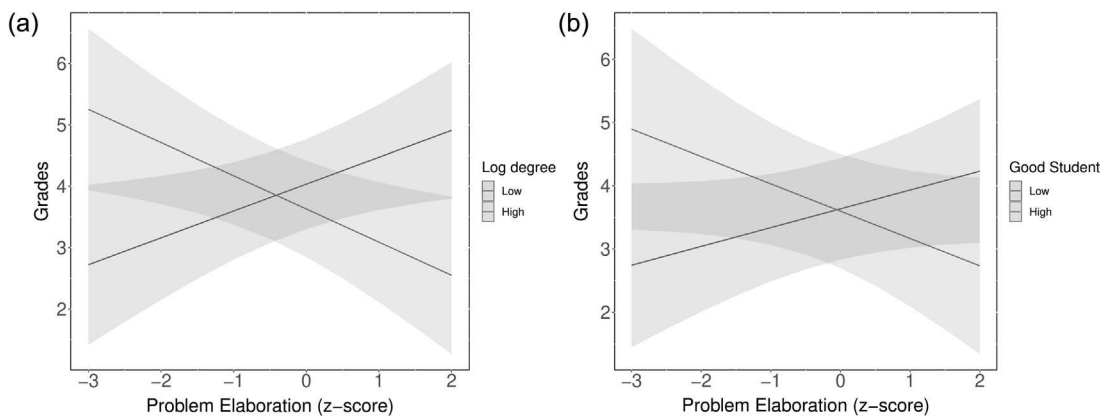 (a)
6
5
4
3
2
Grades
−3 −2 −1 0 1 2
Problem Elaboration (z-score)
Log degree
Low
High
(b)
6
5
4
3
2
Grades
−3 −2 −1 0 1 2
Problem Elaboration (z-score)
Good Student
Low
High